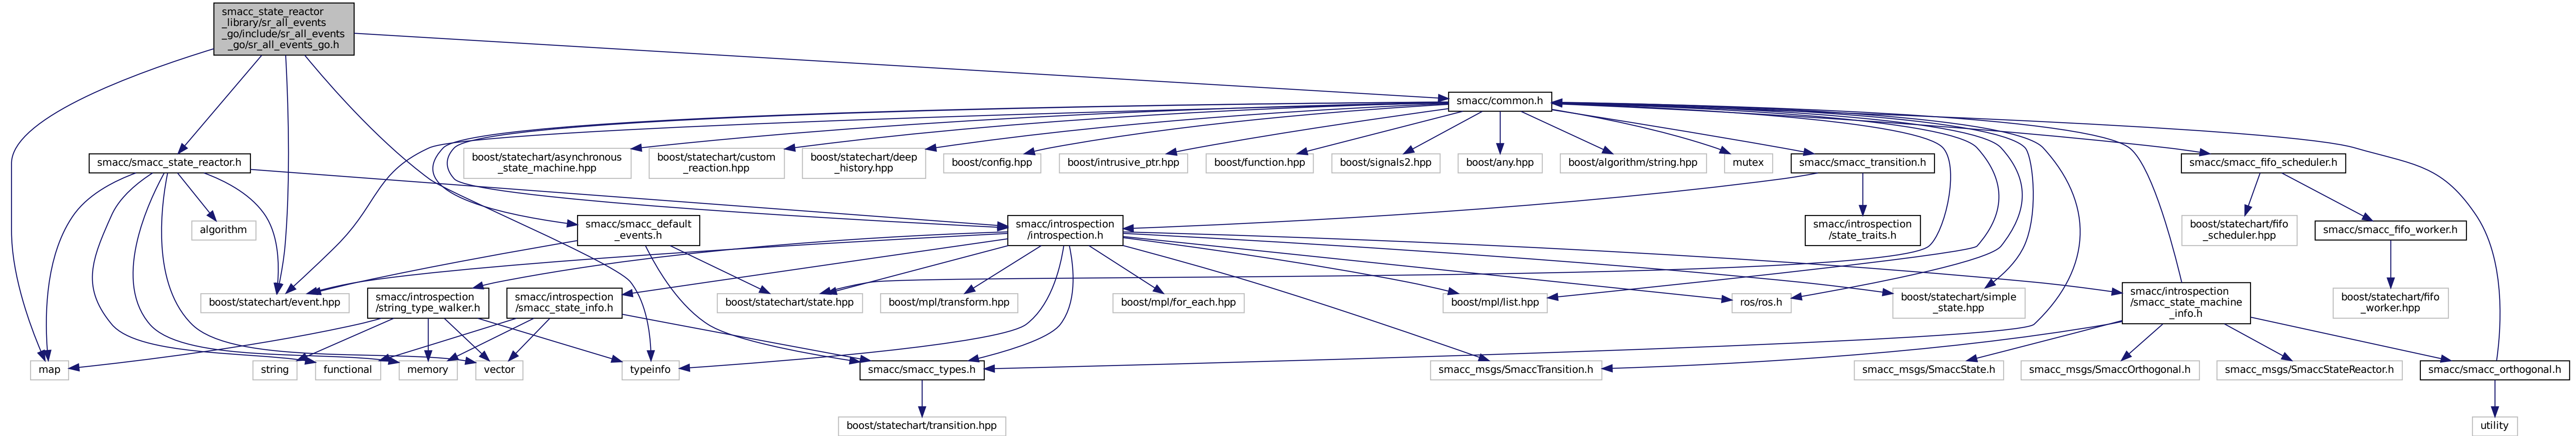 smacc_state_reactor
_library/sr_all_events
_go/include/sr_all_events
_go/sr_all_events_go.h
smacc/common.h
smacc/smacc_state_reactor.h
boost/statechart/asynchronous
_state_machine.hpp
boost/statechart/custom
_reaction.hpp
boost/statechart/deep
_history.hpp
boost/config.hpp
boost/intrusive_ptr.hpp
boost/function.hpp
boost/signals2.hpp
boost/any.hpp
boost/algorithm/string.hpp
mutex
smacc/smacc_transition.h
smacc/smacc_fifo_scheduler.h
algorithm
smacc/smacc_default
_events.h
smacc/introspection
/introspection.h
smacc/introspection
/state_traits.h
boost/statechart/fifo
_scheduler.hpp
smacc/smacc_fifo_worker.h
boost/statechart/event.hpp
smacc/introspection
/string_type_walker.h
smacc/introspection
/smacc_state_info.h
boost/statechart/state.hpp
boost/mpl/transform.hpp
boost/mpl/for_each.hpp
boost/mpl/list.hpp
ros/ros.h
boost/statechart/simple
_state.hpp
smacc/introspection
/smacc_state_machine
_info.h
boost/statechart/fifo
_worker.hpp
map
string
functional
memory
vector
typeinfo
smacc/smacc_types.h
smacc_msgs/SmaccTransition.h
smacc_msgs/SmaccState.h
smacc_msgs/SmaccOrthogonal.h
smacc_msgs/SmaccStateReactor.h
smacc/smacc_orthogonal.h
boost/statechart/transition.hpp
utility